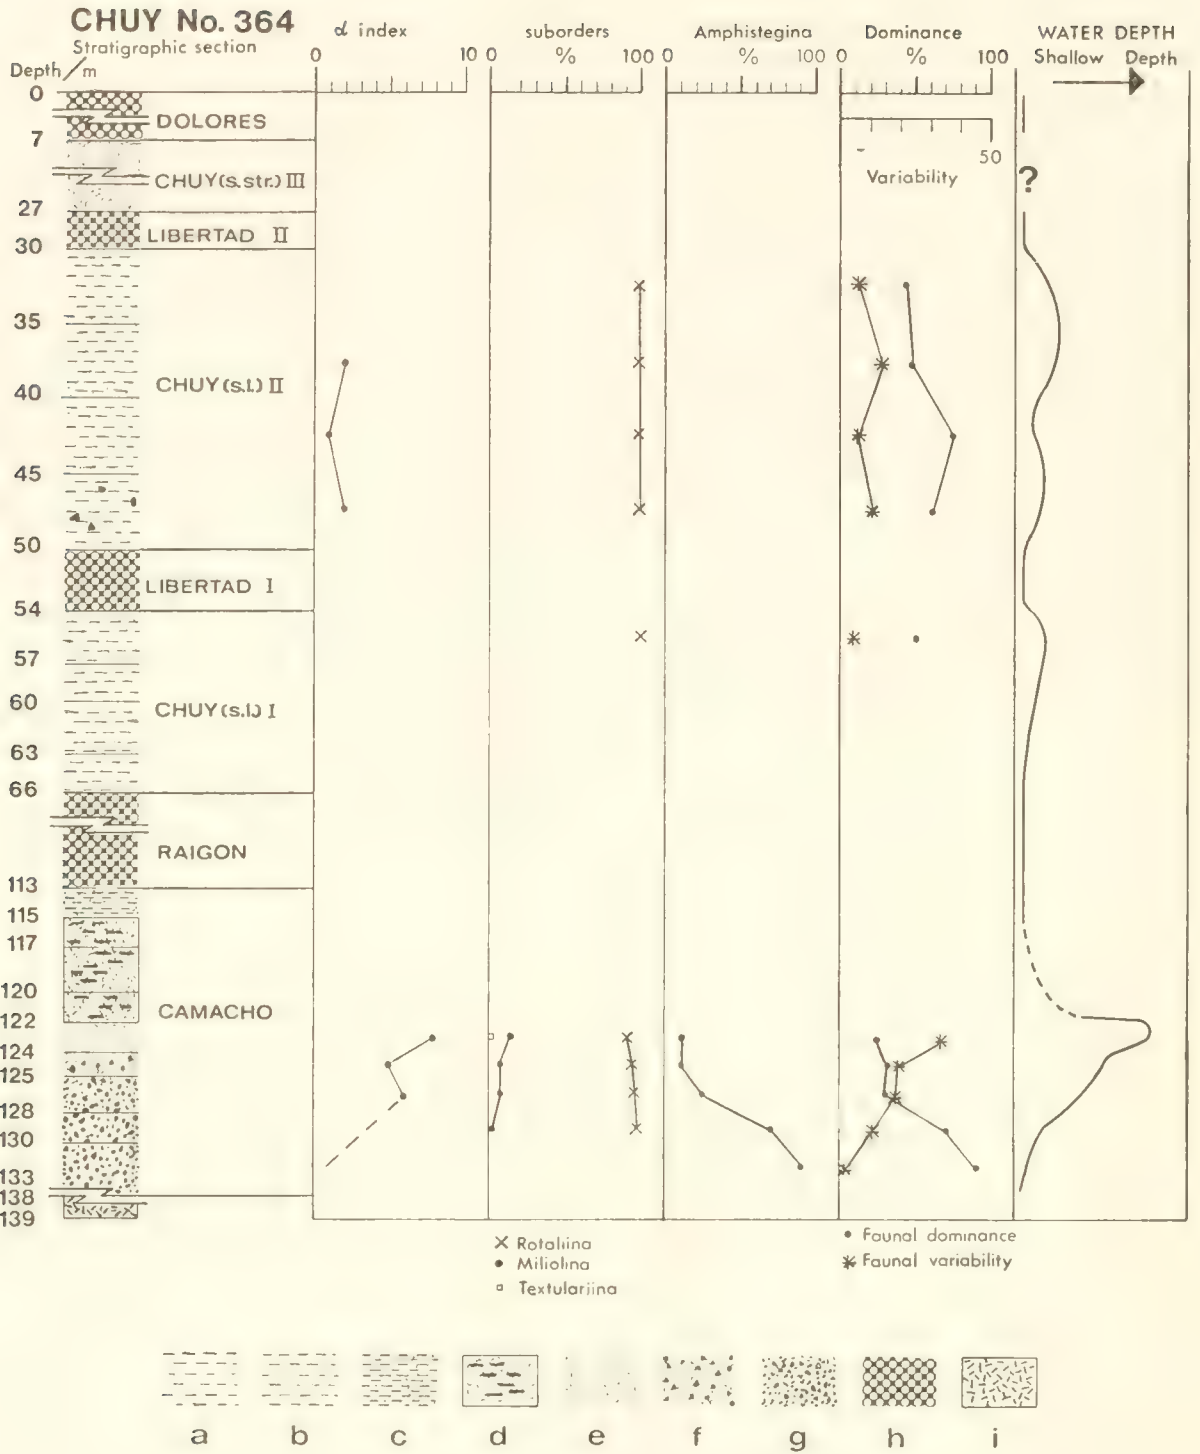 CHUY No. 364
Stratigraphic section
Depth / m
α index
0 10
suborders
%
0 100
Amphistegina
%
0 100
Dominance
%
0 100
50
Variability
WATER DEPTH
Shallow Depth
?
0
DOLORES
7
CHUY (s.str.) III
27
LIBERTAD II
30
35
CHUY (s.l.) II
40
45
50
LIBERTAD I
54
57
60
CHUY (s.l.) I
63
66
RAIGON
113
115
117
120
CAMACHO
122
124
125
128
130
133
138
139
× Rotaliina
• Miliolina
▫ Textulariina
• Faunal dominance
✳ Faunal variability
a b c d e f g h i